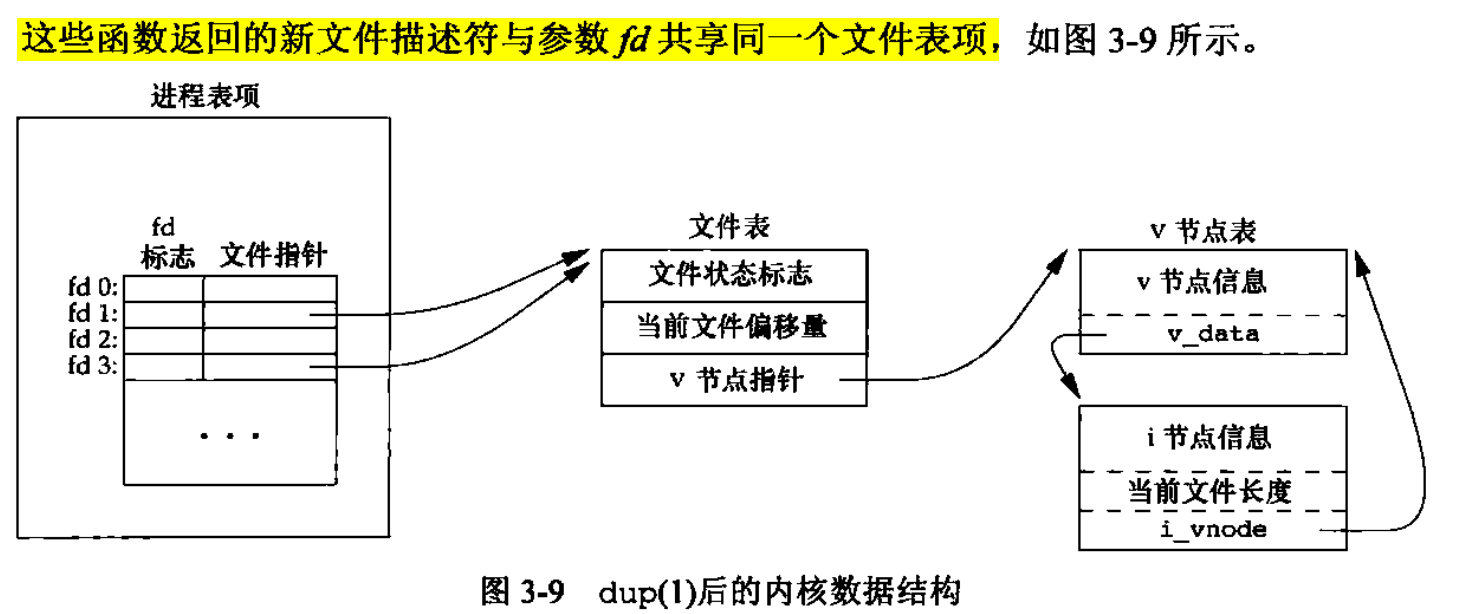 这些函数返回的新文件描述符与参数fd共享同一个文件表项，如图3-9所示。
进程表项
fd
标志 文件指针
fd 0:
fd 1:
fd 2:
fd 3:
...
文件表
文件状态标志
当前文件偏移量
v 节点指针
v 节点表
v 节点信息
v_data
i 节点信息
当前文件长度
i_vnode
图 3-9 dup(1)后的内核数据结构